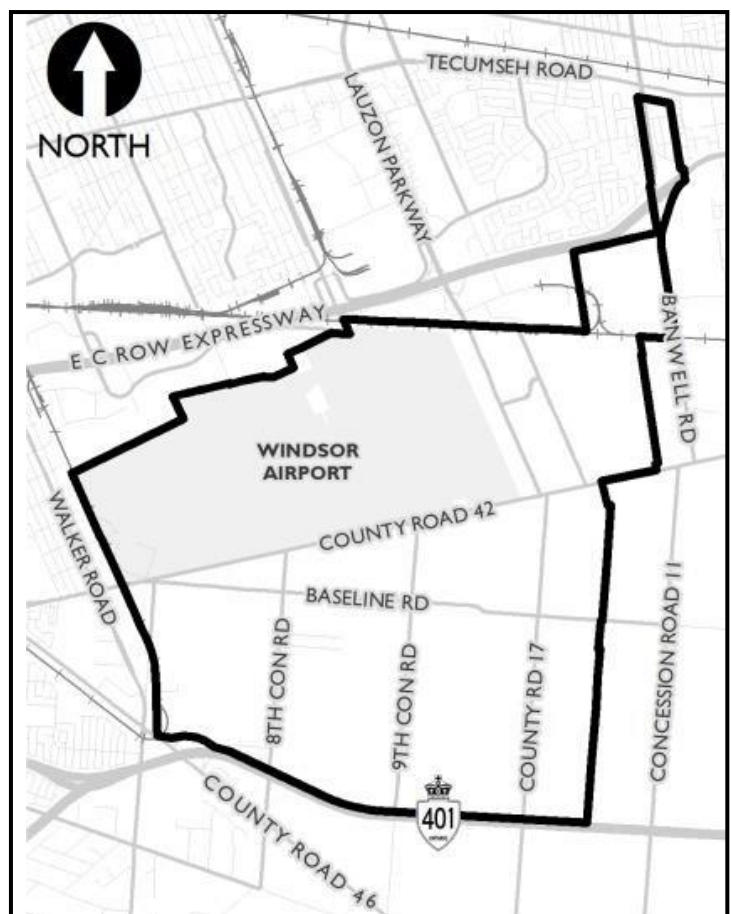 TECUMSEH ROAD
NORTH
LAUZON PARKWAY
E C ROW EXPRESSWAY
BANWELL RD
WINDSOR
AIRPORT
WALKER ROAD
COUNTY ROAD 42
BASELINE RD
8TH CON RD
9TH CON RD
COUNTY RD 17
CONCESSION ROAD 11
401
COUNTY ROAD 46